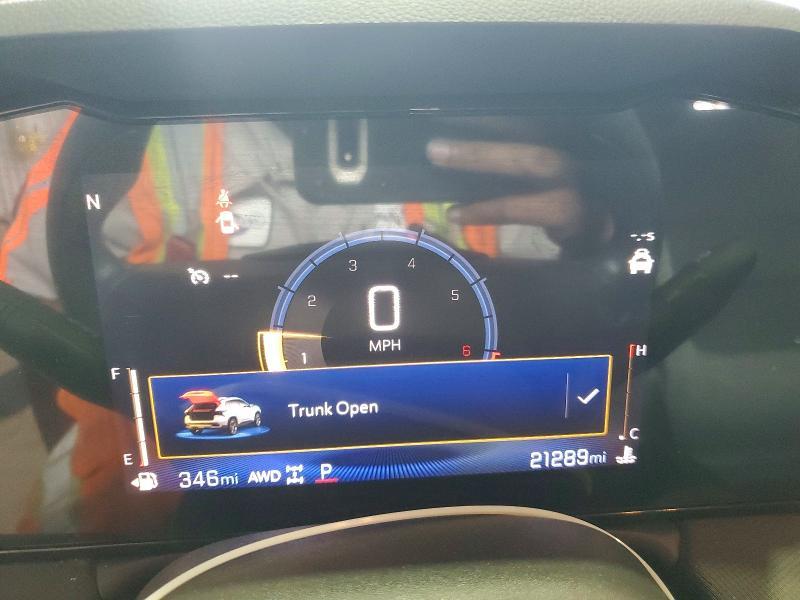 N
--
--s
3
4
2
5
0
MPH
1
6
F
H
Trunk Open
E
C
346mi AWD P
21289mi